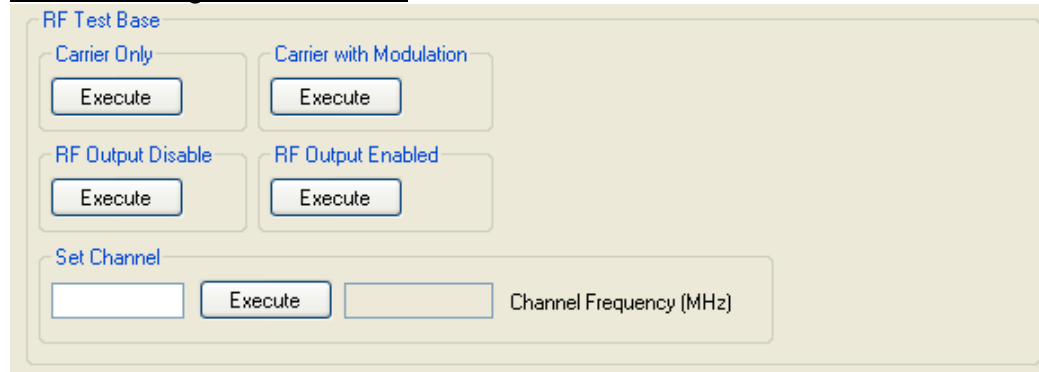 RF Test Base
Carrier Only Carrier with Modulation
Execute Execute
RF Output Disable RF Output Enabled
Execute Execute
Set Channel
Execute Channel Frequency (MHz)